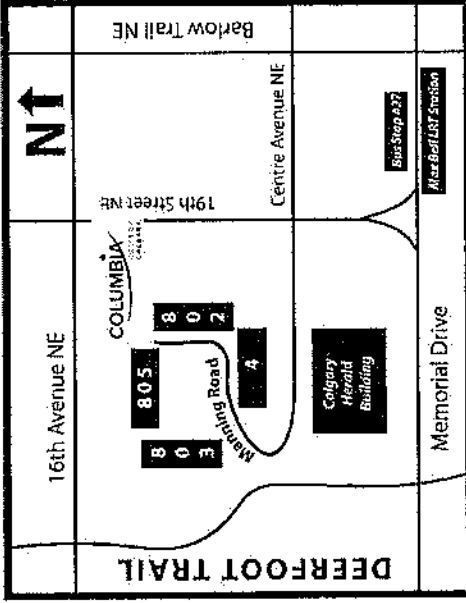 Barlow Trail NE
N
16th Avenue NE
19th Street NE
Centre Avenue NE
Bus Stop #37
Max Bell LRT Station
COLUMBIA
805
802
803
4
Manning Road
Calgary
Herald
Building
Memorial Drive
DEERFOOT TRAIL